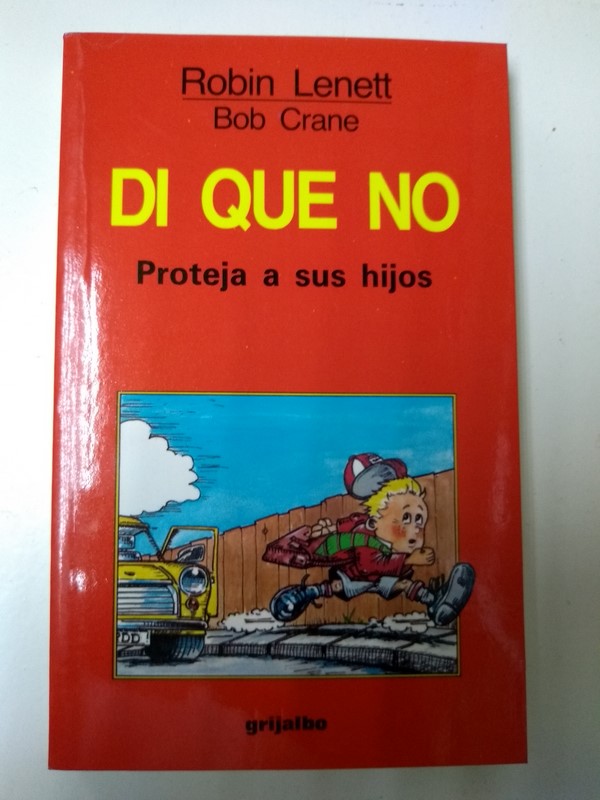 Robin Lenett
Bob Crane
DI QUE NO
Proteja a sus hijos
grijalbo